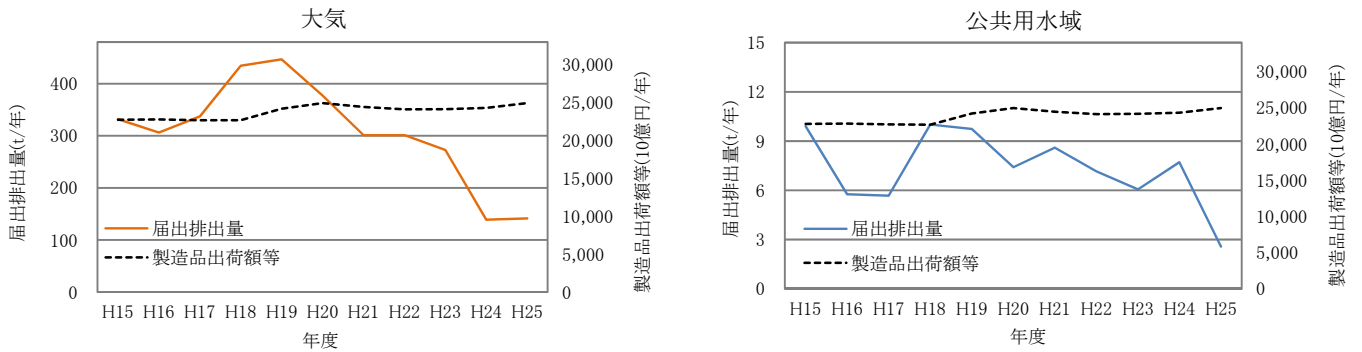 大気
届出排出量(t/年)
400
300
200
100
0
30,000
25,000
20,000
15,000
10,000
5,000
0
製造品出荷額等(10億円/年)
届出排出量
製造品出荷額等
H15 H16 H17 H18 H19 H20 H21 H22 H23 H24 H25
年度
公共用水域
届出排出量(t/年)
15
12
9
6
3
0
30,000
25,000
20,000
15,000
10,000
5,000
0
製造品出荷額等(10億円/年)
届出排出量
製造品出荷額等
H15 H16 H17 H18 H19 H20 H21 H22 H23 H24 H25
年度